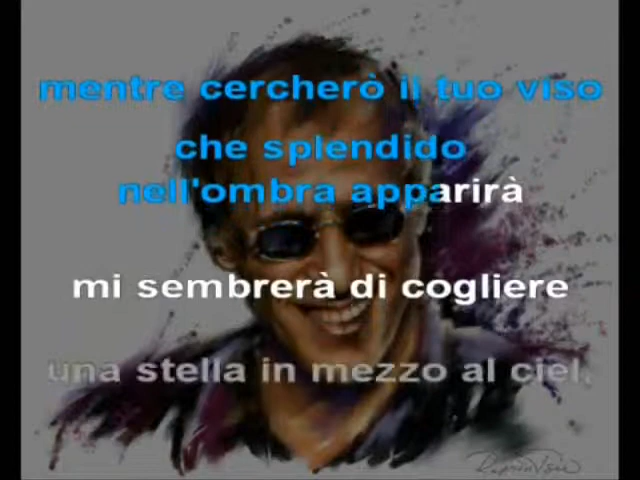 mentre cercherò il tuo viso
che splendido
nell'ombra apparirà
mi sembrerà di cogliere
una stella in mezzo al ciel,